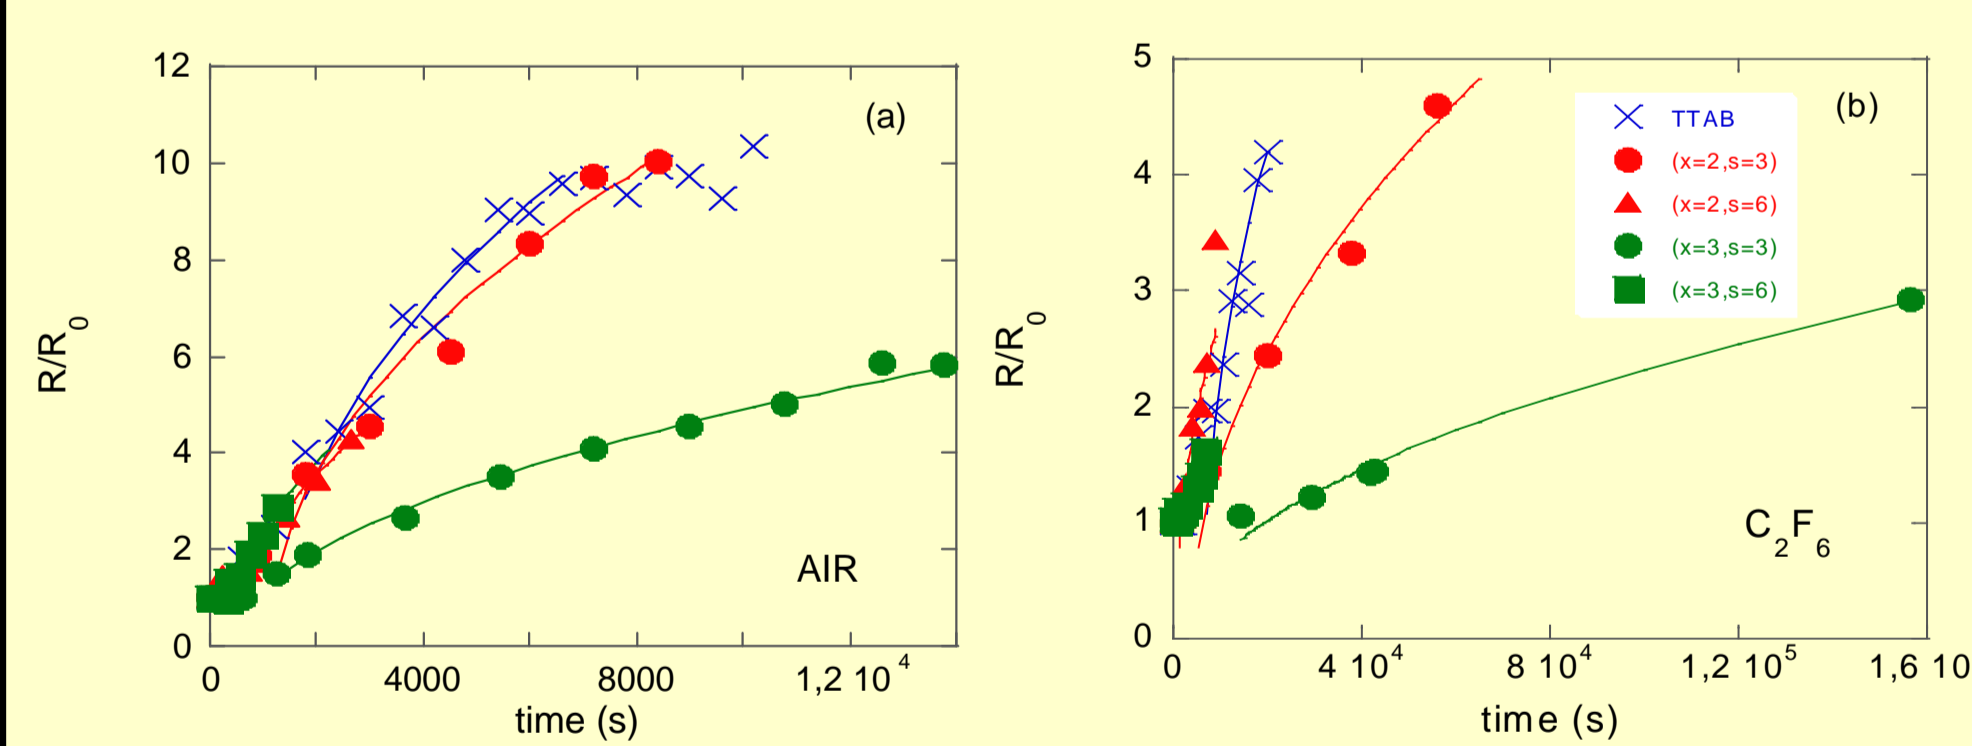 12
10
8
6
4
2
0
R/R0
(a)
AIR
0 4000 8000 1,2 10^4
time (s)
5
4
3
2
1
0
R/R0
(b)
TTAB
(x=2,s=3)
(x=2,s=6)
(x=3,s=3)
(x=3,s=6)
C2F6
0 4 10^4 8 10^4 1,2 10^5 1,6 10
time (s)